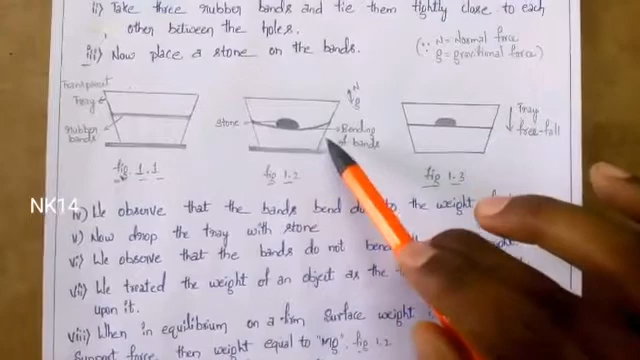 ii) Take three rubber bands and tie them tightly close to each
other between the holes.
iii) Now place a stone on the bands.
(∵ N = Normal force
g = gravitional force)
Transparent
Tray
rubber
bands
fig 1.1
Stone
N
g
Bending
of bands
fig 1.2
Tray
free-fall
fig 1.3
NK14
iv) We observe that the bands bend due to the weight
v) Now drop the tray with stone
vi) We observe that the bands do not bend
vii) We treated the weight of an object as the
upon it.
viii) When in equilibrium on a firm surface weight
Support force, then weight equal to "mg". fig 1.2